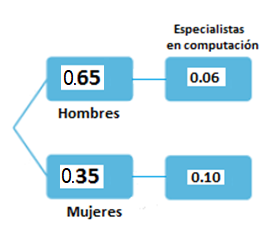 Especialistas
en computación
0.65
0.06
Hombres
0.35
0.10
Mujeres